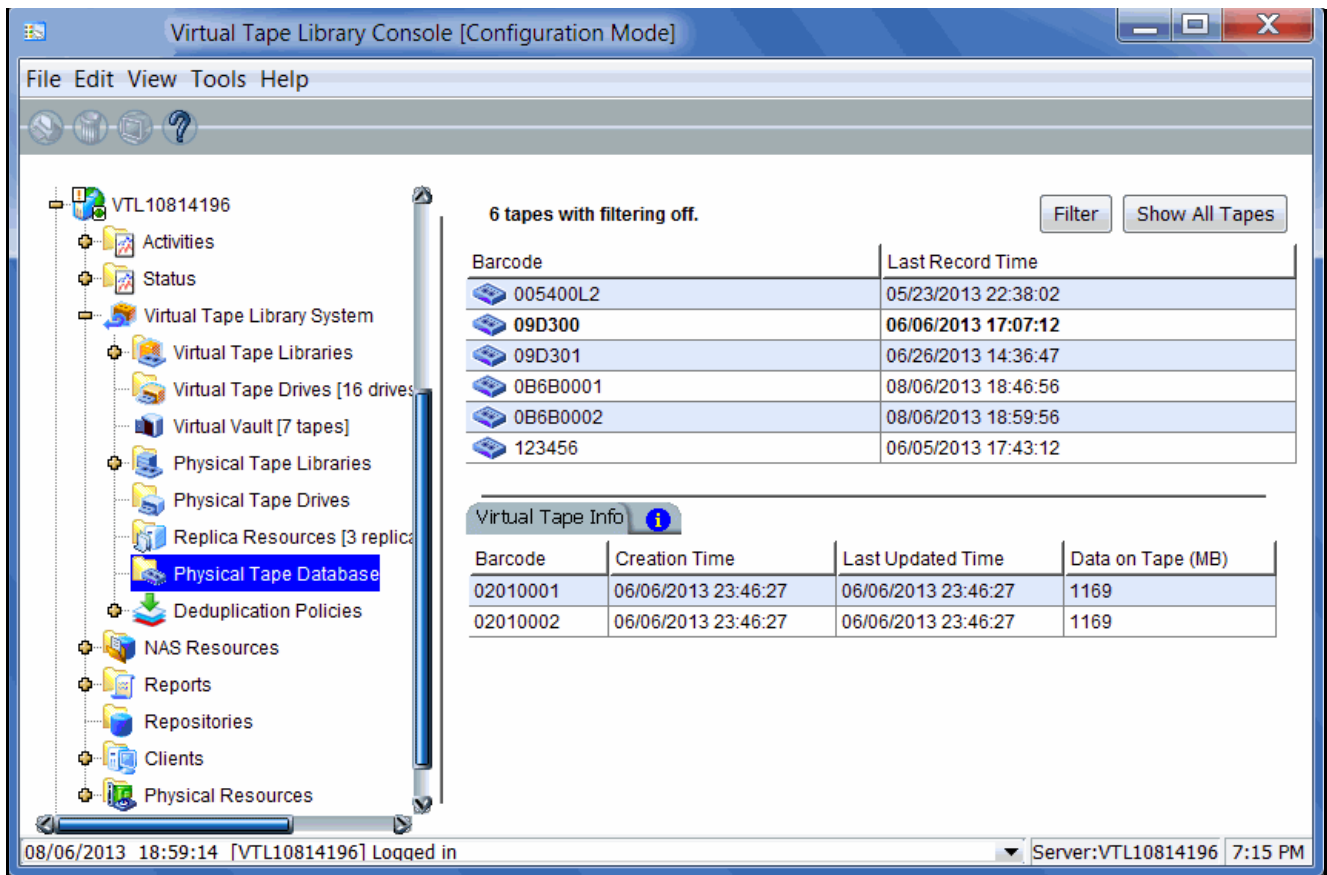 Virtual Tape Library Console [Configuration Mode]
File Edit View Tools Help
VTL10814196
Activities
Status
Virtual Tape Library System
Virtual Tape Libraries
Virtual Tape Drives [16 drives
Virtual Vault [7 tapes]
Physical Tape Libraries
Physical Tape Drives
Replica Resources [3 replica
Physical Tape Database
Deduplication Policies
NAS Resources
Reports
Repositories
Clients
Physical Resources
6 tapes with filtering off. Filter Show All Tapes
Barcode Last Record Time
005400L2 05/23/2013 22:38:02
09D300 06/06/2013 17:07:12
09D301 06/26/2013 14:36:47
0B6B0001 08/06/2013 18:46:56
0B6B0002 08/06/2013 18:59:56
123456 06/05/2013 17:43:12
Virtual Tape Info i
Barcode Creation Time Last Updated Time Data on Tape (MB)
02010001 06/06/2013 23:46:27 06/06/2013 23:46:27 1169
02010002 06/06/2013 23:46:27 06/06/2013 23:46:27 1169
08/06/2013 18:59:14 [VTL10814196] Logged in Server:VTL10814196 7:15 PM